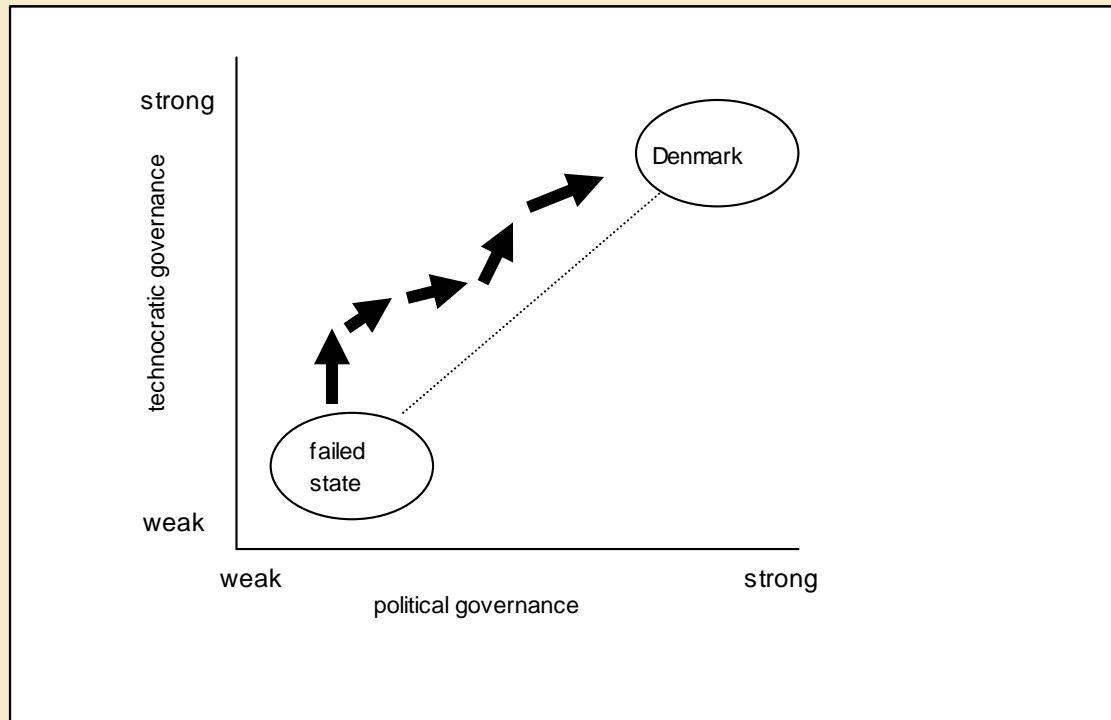 strong
technocratic governance
Denmark
failed
state
weak
weak
strong
political governance